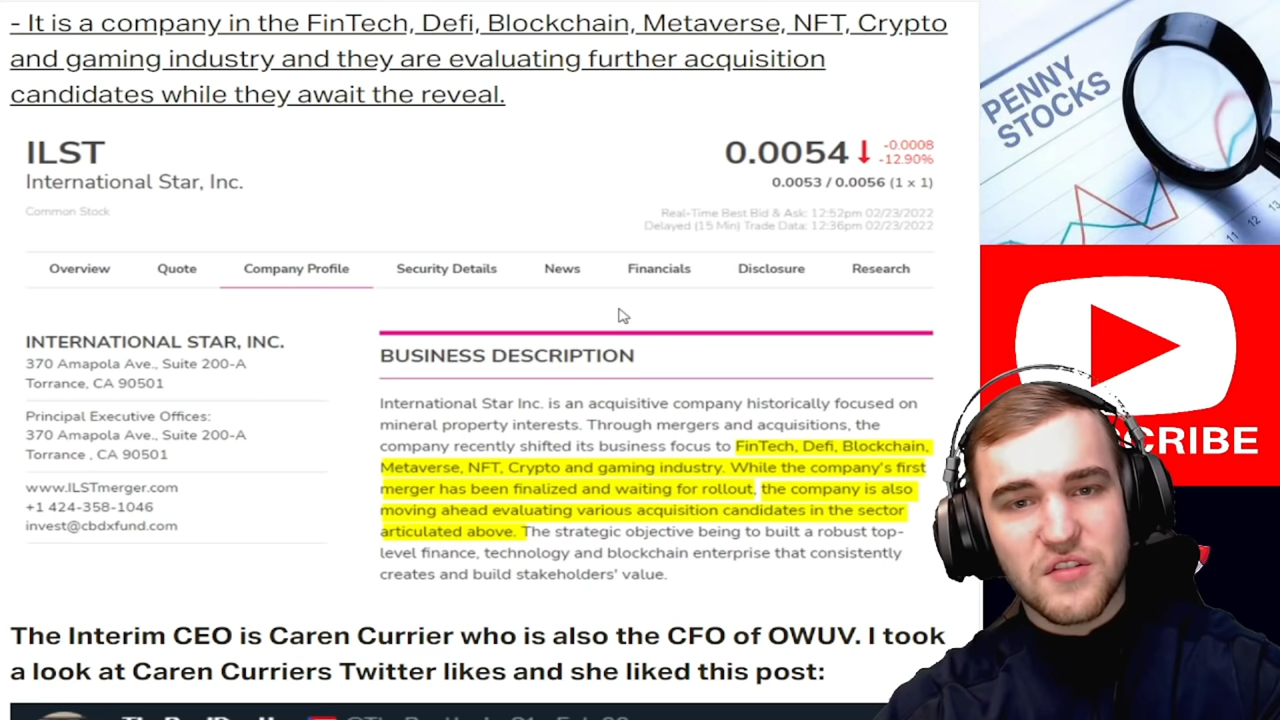 - It is a company in the FinTech, Defi, Blockchain, Metaverse, NFT, Crypto
and gaming industry and they are evaluating further acquisition
candidates while they await the reveal.
PENNY
STOCKS
ILST
0.0054
-0.0008
-12.90%
International Star, Inc.
0.0053 / 0.0056 (1 x 1)
Common Stock
Real-Time Best Bid & Ask: 12:52pm 02/23/2022
Delayed (15 Min) Trade Data: 12:36pm 02/23/2022
11 12 13
Overview Quote Company Profile Security Details News Financials Disclosure Research
INTERNATIONAL STAR, INC.
370 Amapola Ave., Suite 200-A
Torrance, CA 90501
Principal Executive Offices:
370 Amapola Ave., Suite 200-A
Torrance , CA 90501
www.ILSTmerger.com
+1 424-358-1046
invest@cbdxfund.com
BUSINESS DESCRIPTION
International Star Inc. is an acquisitive company historically focused on
mineral property interests. Through mergers and acquisitions, the
company recently shifted its business focus to FinTech, Defi, Blockchain,
Metaverse, NFT, Crypto and gaming industry. While the company's first
merger has been finalized and waiting for rollout, the company is also
moving ahead evaluating various acquisition candidates in the sector
articulated above. The strategic objective being to built a robust top-
level finance, technology and blockchain enterprise that consistently
creates and build stakeholders' value.
CRIBE
The Interim CEO is Caren Currier who is also the CFO of OWUV. I took
a look at Caren Curriers Twitter likes and she liked this post: